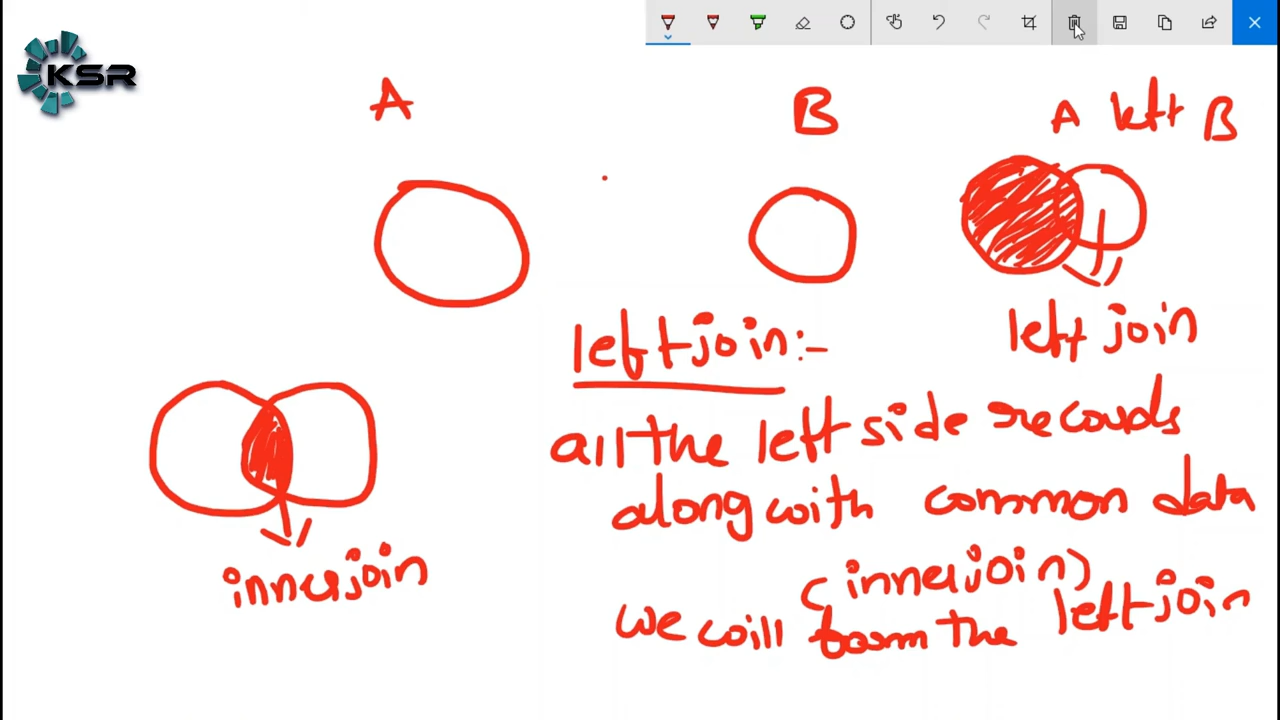 KSR
A
B
A left B
left join
inner join
left join :-
all the left side records
along with common data
(inner join)
we will form the left join